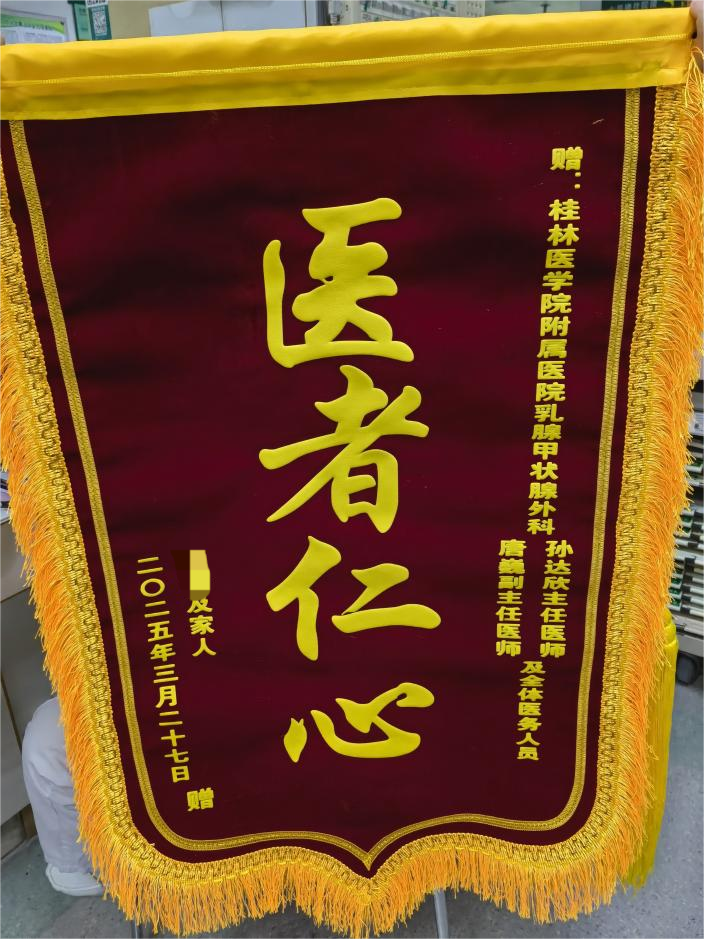 赠：桂林医学院附属医院乳腺甲状腺外科
孙达欣主任医师
唐巍副主任医师
及全体医务人员
医者仁心
及家人
二〇二五年三月二十七日
赠